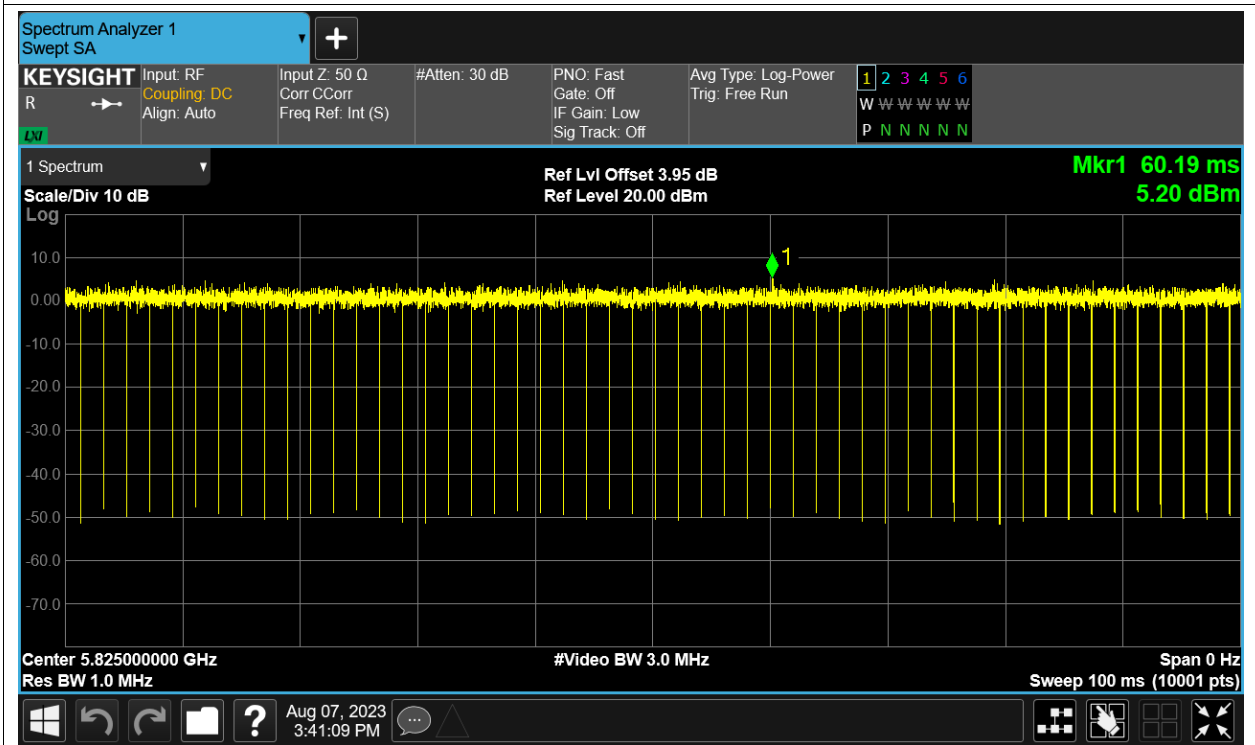 Spectrum Analyzer 1
Swept SA
KEYSIGHT
R
LXI
Input: RF
Coupling: DC
Align: Auto
Input Z: 50 Ω
Corr CCorr
Freq Ref: Int (S)
#Atten: 30 dB
PNO: Fast
Gate: Off
IF Gain: Low
Sig Track: Off
Avg Type: Log-Power
Trig: Free Run
1 2 3 4 5 6
W W W W W W
P N N N N N
1 Spectrum
Scale/Div 10 dB
Log
Ref Lvl Offset 3.95 dB
Ref Level 20.00 dBm
Mkr1 60.19 ms
5.20 dBm
1
10.0
0.00
-10.0
-20.0
-30.0
-40.0
-50.0
-60.0
-70.0
Center 5.825000000 GHz
Res BW 1.0 MHz
#Video BW 3.0 MHz
Span 0 Hz
Sweep 100 ms (10001 pts)
?
Aug 07, 2023
3:41:09 PM